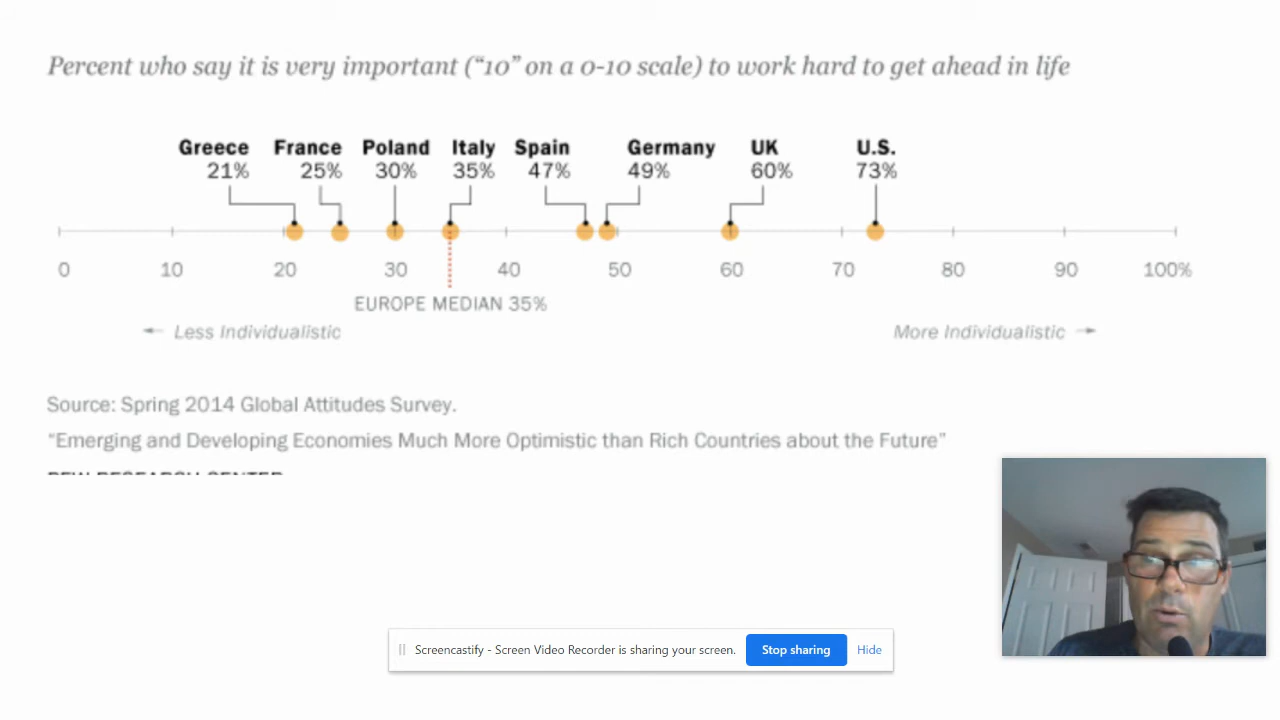 Percent who say it is very important (“10” on a 0-10 scale) to work hard to get ahead in life
Greece France Poland Italy Spain Germany UK U.S.
21% 25% 30% 35% 47% 49% 60% 73%
0 10 20 30 40 50 60 70 80 90 100%
EUROPE MEDIAN 35%
Less Individualistic More Individualistic
Source: Spring 2014 Global Attitudes Survey.
“Emerging and Developing Economies Much More Optimistic than Rich Countries about the Future”
PEW RESEARCH CENTER
Screencastify - Screen Video Recorder is sharing your screen. Stop sharing Hide